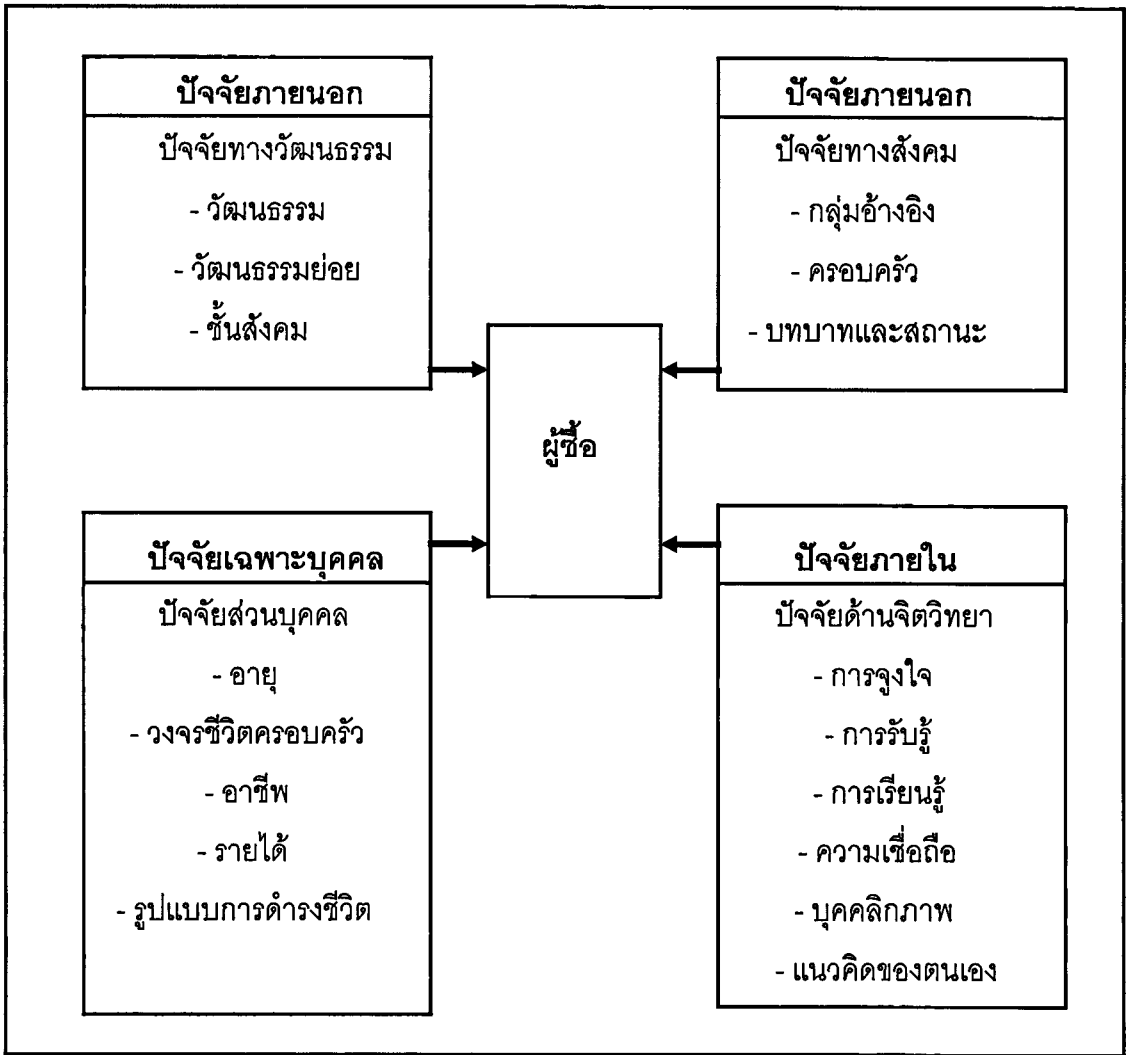 ปัจจัยภายนอก
ปัจจัยทางวัฒนธรรม
- วัฒนธรรม
- วัฒนธรรมย่อย
- ชั้นสังคม
ปัจจัยภายนอก
ปัจจัยทางสังคม
- กลุ่มอ้างอิง
- ครอบครัว
- บทบาทและสถานะ
ผู้ซื้อ
ปัจจัยเฉพาะบุคคล
ปัจจัยส่วนบุคคล
- อายุ
- วงจรชีวิตครอบครัว
- อาชีพ
- รายได้
- รูปแบบการดำรงชีวิต
ปัจจัยภายใน
ปัจจัยด้านจิตวิทยา
- การจูงใจ
- การรับรู้
- การเรียนรู้
- ความเชื่อถือ
- บุคคลิกภาพ
- แนวคิดของตนเอง